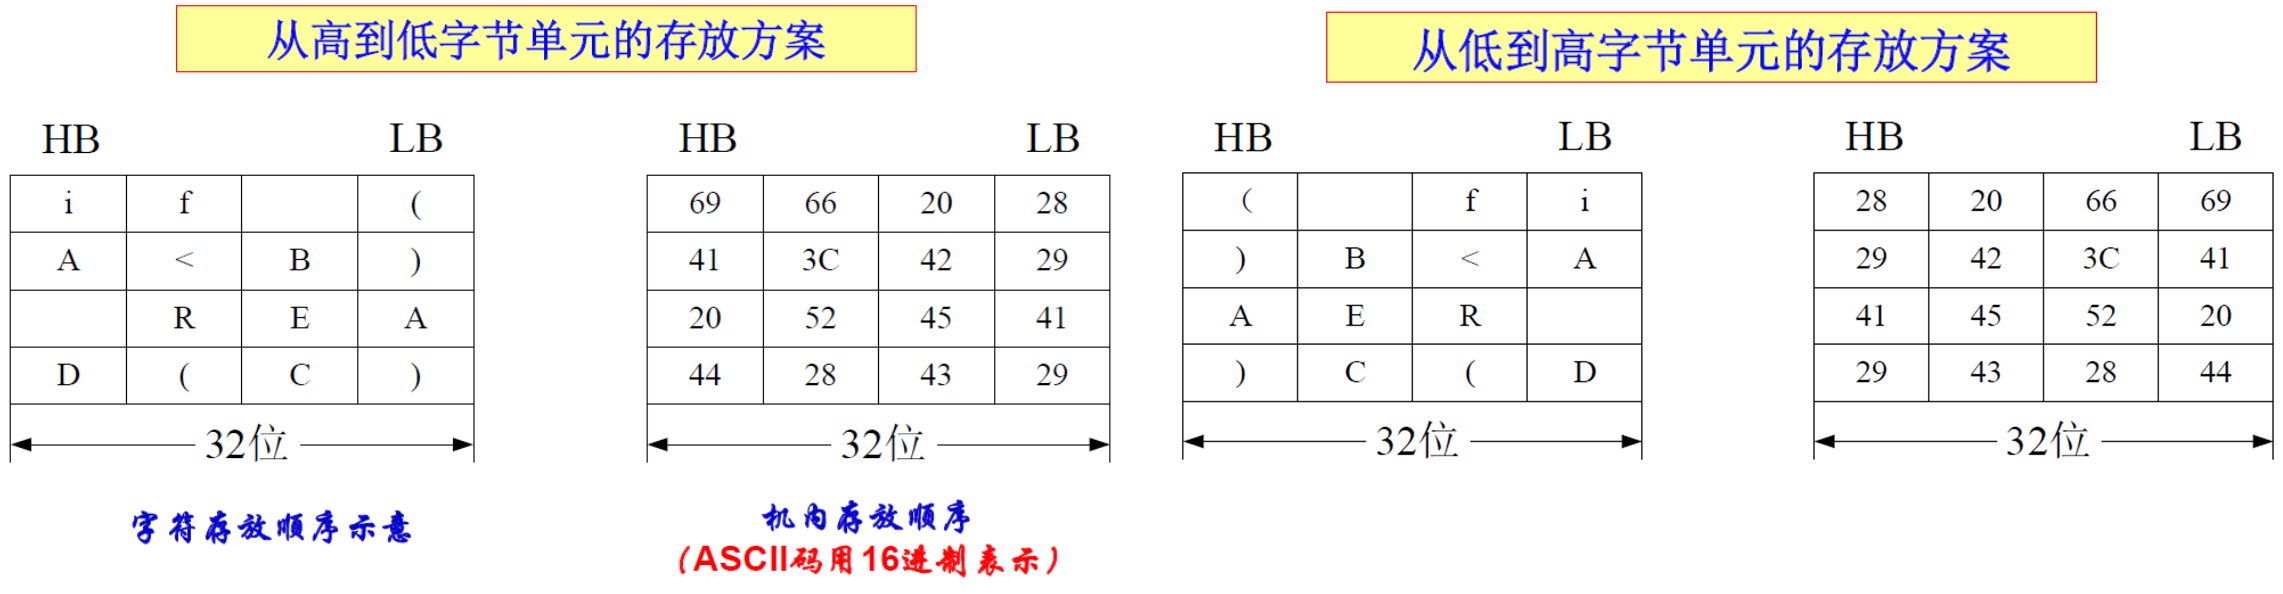 从高到低字节单元的存放方案
HB LB
i f (
A < B )
R E A
D ( C )
32位
字符存放顺序示意
HB LB
69 66 20 28
41 3C 42 29
20 52 45 41
44 28 43 29
32位
机内存放顺序
（ASCII码用16进制表示）
从低到高字节单元的存放方案
HB LB
( f i
) B < A
A E R
) C ( D
32位
HB LB
28 20 66 69
29 42 3C 41
41 45 52 20
29 43 28 44
32位